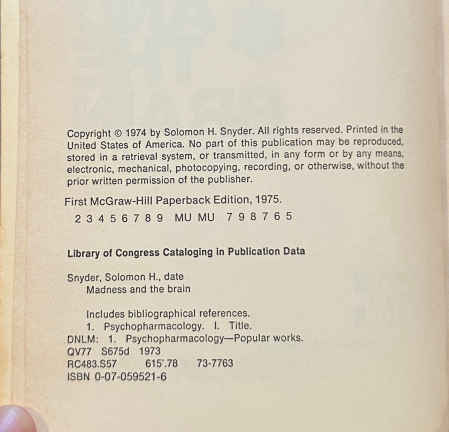 Copyright © 1974 by Solomon H. Snyder. All rights reserved. Printed in the
United States of America. No part of this publication may be reproduced,
stored in a retrieval system, or transmitted, in any form or by any means,
electronic, mechanical, photocopying, recording, or otherwise, without the
prior written permission of the publisher.
First McGraw-Hill Paperback Edition, 1975.
2 3 4 5 6 7 8 9 MU MU 7 9 8 7 6 5
Library of Congress Cataloging in Publication Data
Snyder, Solomon H., date
Madness and the brain
Includes bibliographical references.
1. Psychopharmacology. I. Title.
DNLM: 1. Psychopharmacology—Popular works.
QV77 S675d 1973
RC483.S57 615'.78 73-7763
ISBN 0-07-059521-6